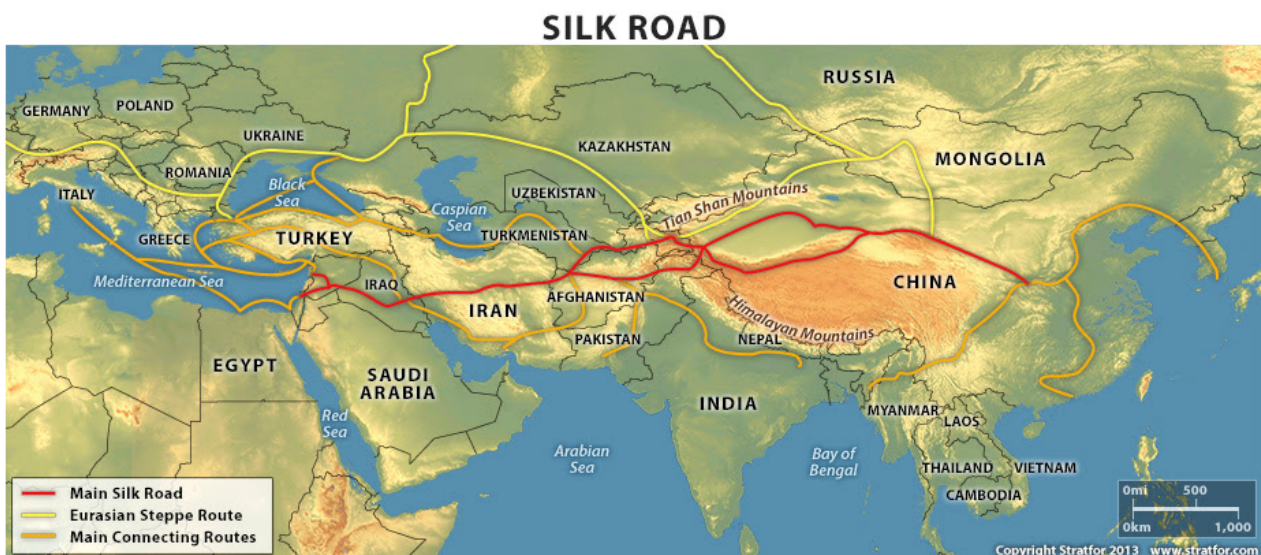 SILK ROAD
RUSSIA
GERMANY
POLAND
UKRAINE
KAZAKHSTAN
MONGOLIA
ROMANIA
ITALY
Black
Sea
UZBEKISTAN
Tian Shan Mountains
Caspian
Sea
GREECE
TURKEY
TURKMENISTAN
Mediterranean Sea
IRAQ
CHINA
AFGHANISTAN
IRAN
Himalayan Mountains
PAKISTAN
NEPAL
EGYPT
SAUDI
ARABIA
INDIA
MYANMAR
LAOS
Red
Sea
Arabian
Sea
Bay of
Bengal
THAILAND
VIETNAM
CAMBODIA
Main Silk Road
Eurasian Steppe Route
Main Connecting Routes
0mi 500
0km 1,000
Copyright Stratfor 2013 www.stratfor.com